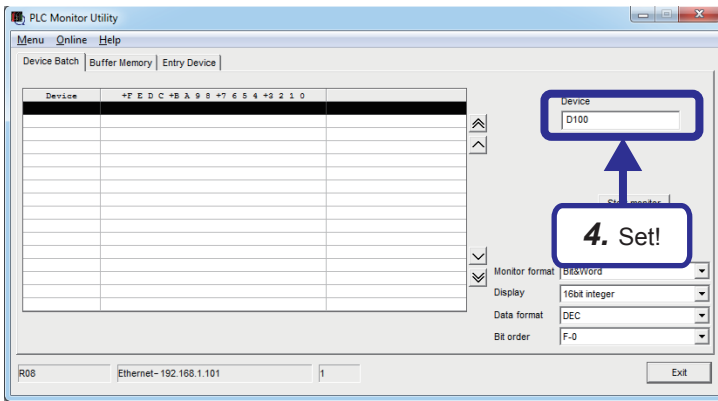 PLC Monitor Utility
Menu Online Help
Device Batch Buffer Memory Entry Device
Device +F E D C +B A 9 8 +7 6 5 4 +3 2 1 0
Device
D100
4. Set!
Monitor format Bit&Word
Display 16bit integer
Data format DEC
Bit order F-0
R08 Ethernet-192.168.1.101 1 Exit